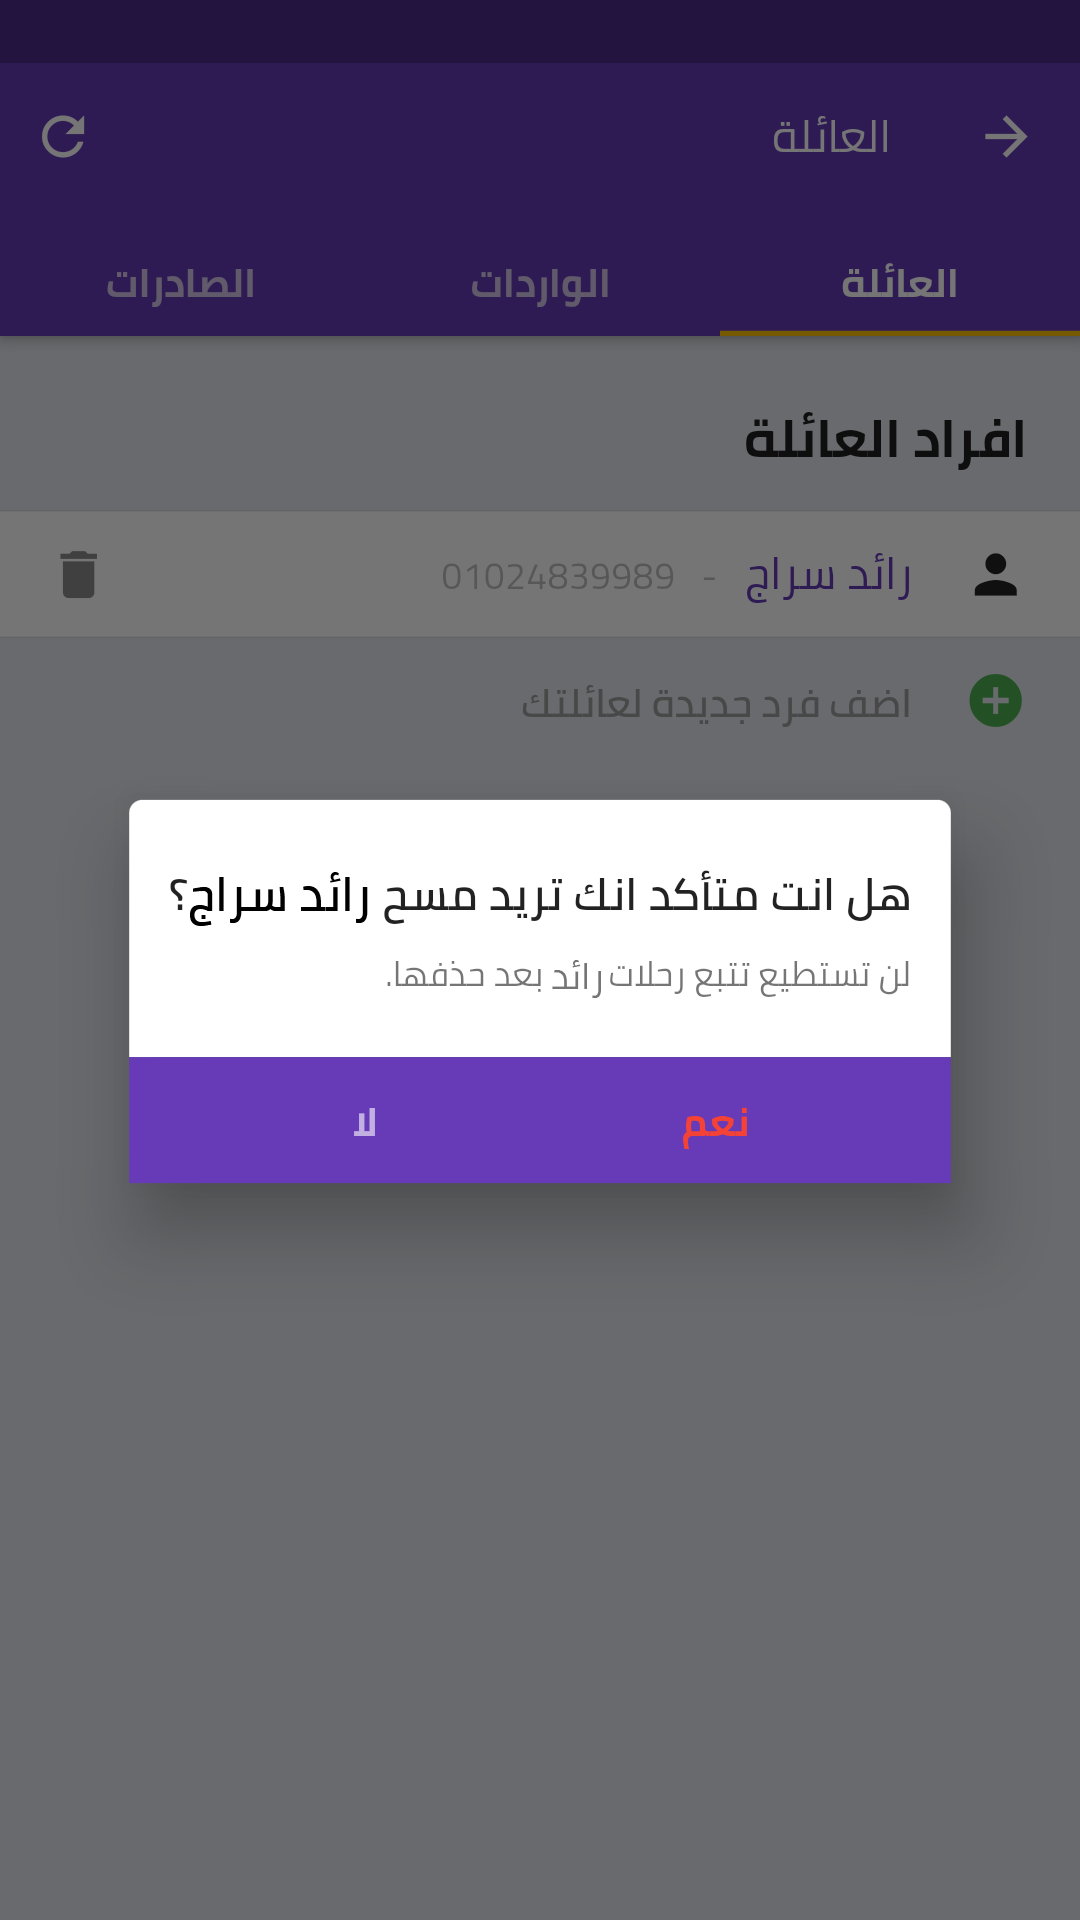 العائلة
العائلة الواردات الصادرات
افراد العائلة
رائد سراج - 01024839989
اضف فرد جديدة لعائلتك
هل انت متأكد انك تريد مسح رائد سراج؟
لن تستطيع تتبع رحلات رائد بعد حذفها.
نعم لا